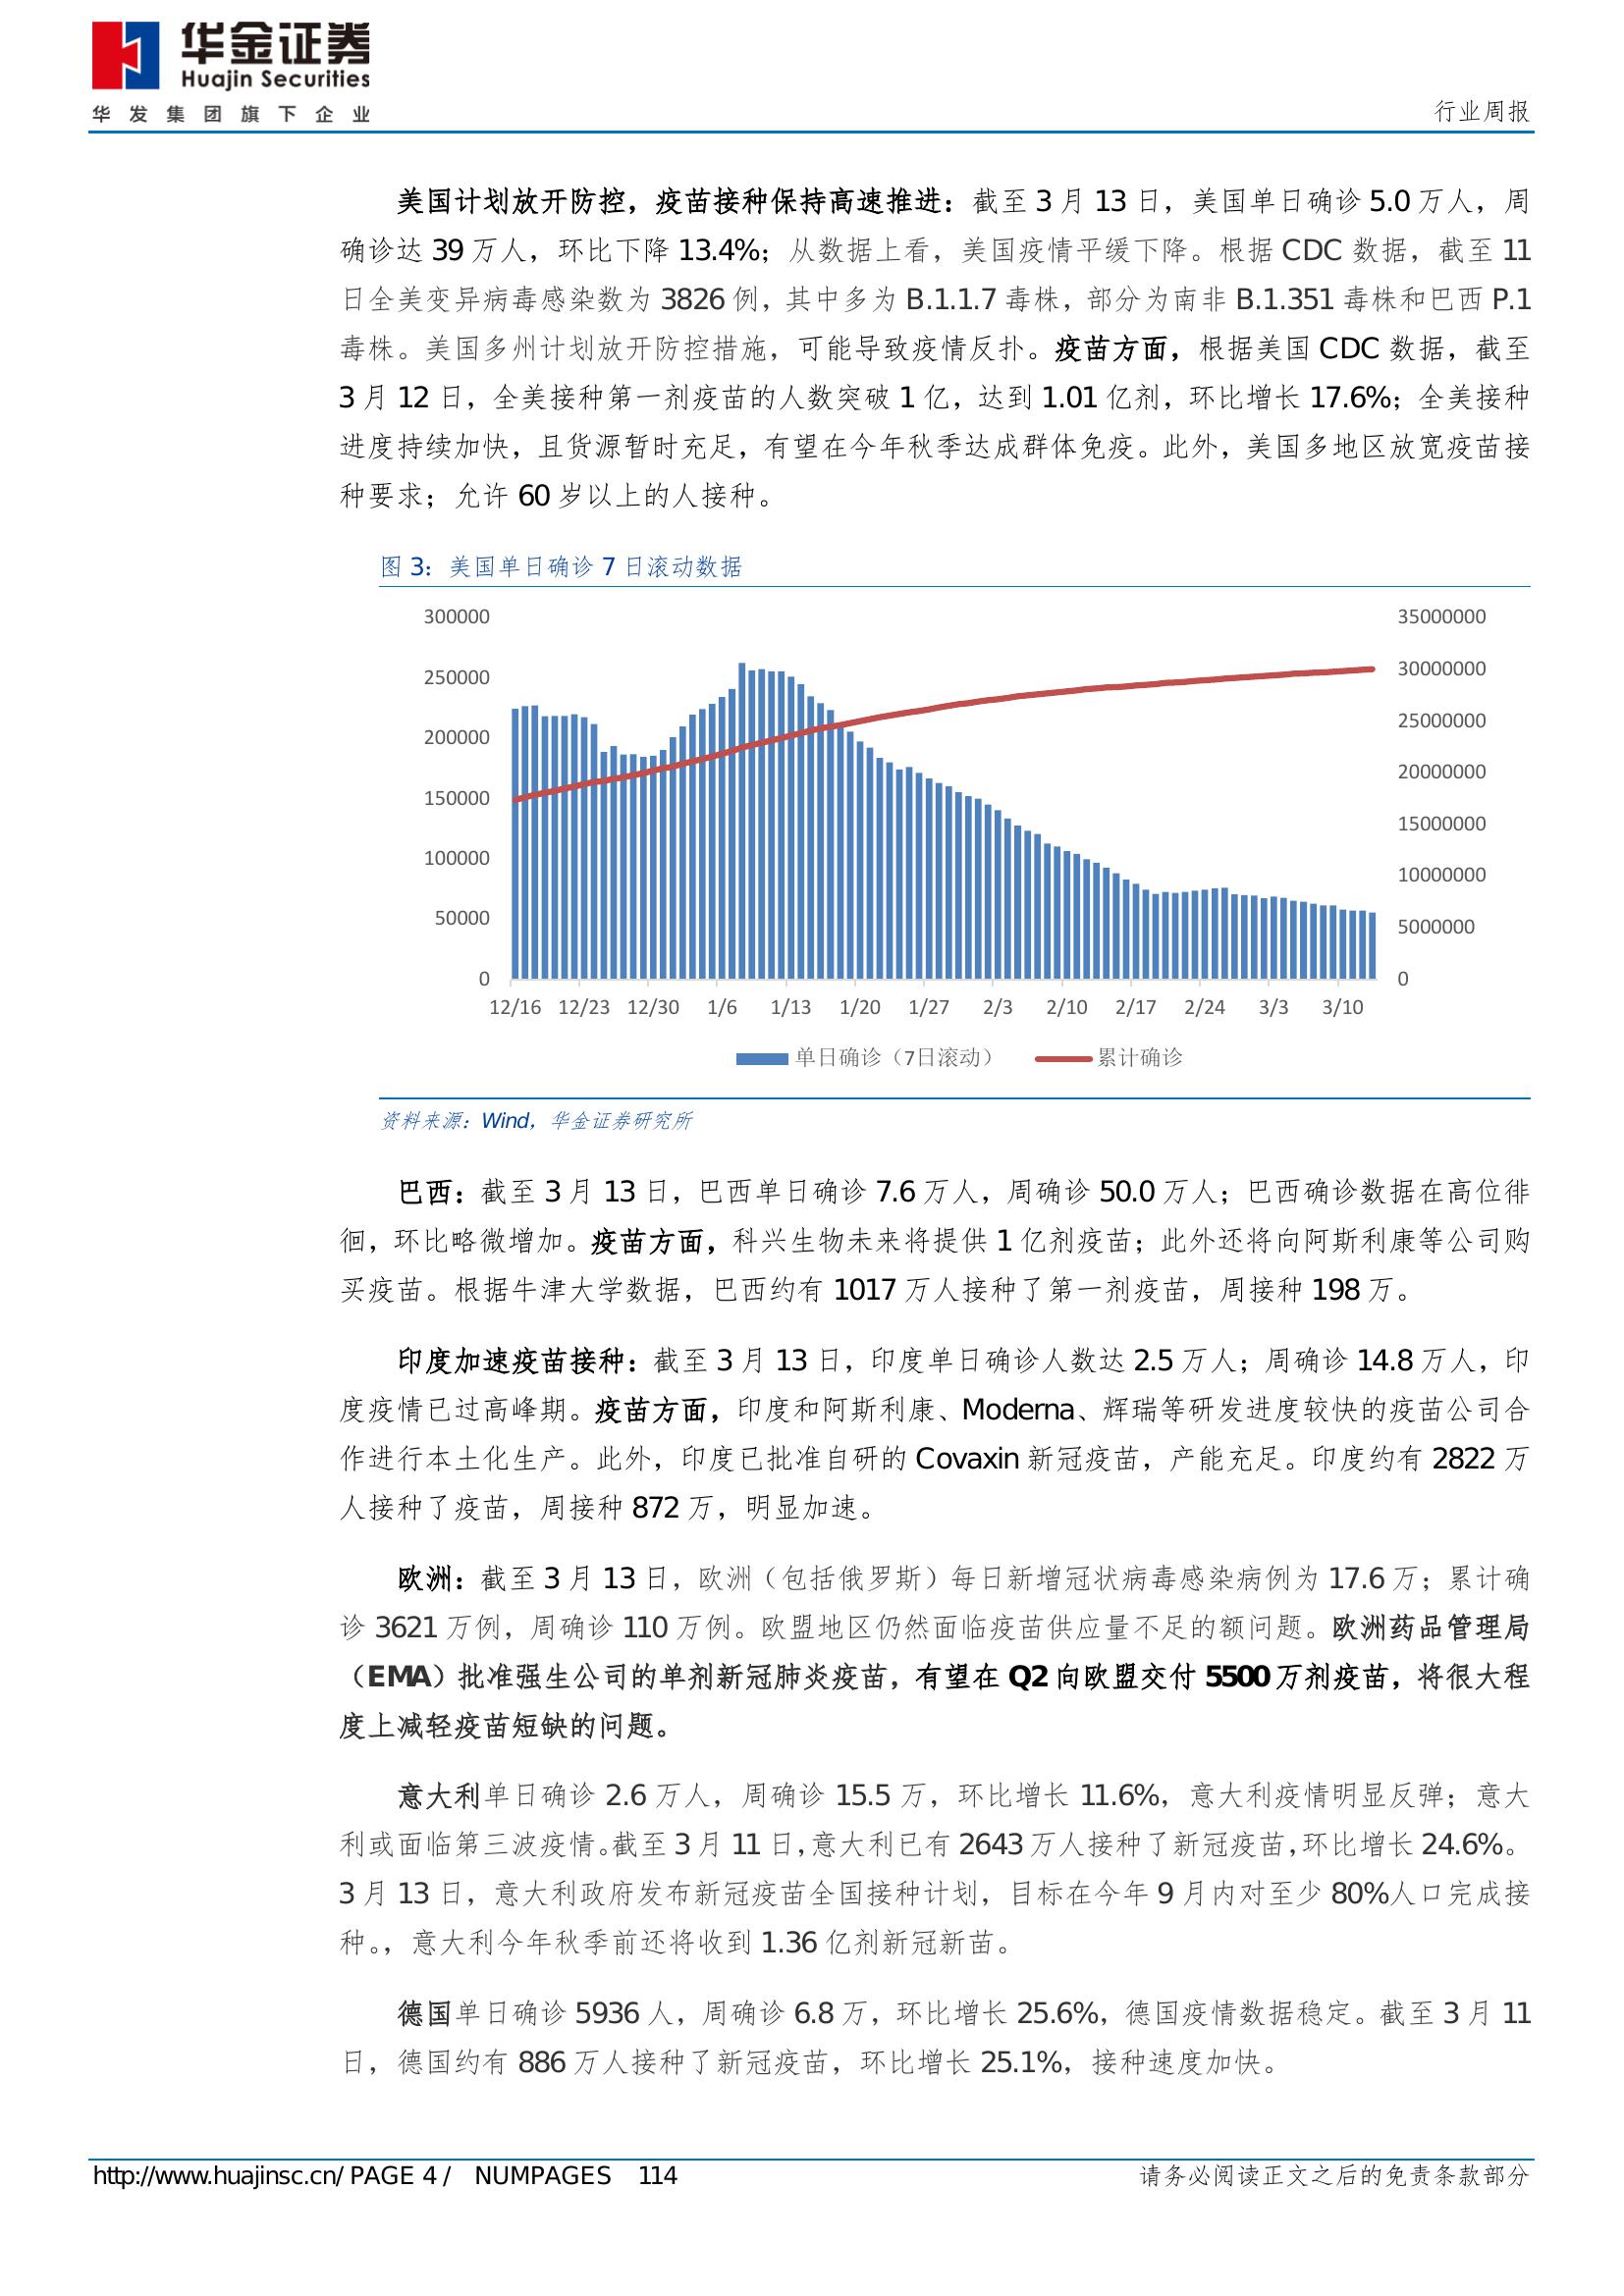 华金证券
Huajin Securities
华发集团旗下企业
行业周报
美国计划放开防控，疫苗接种保持高速推进：截至 3 月 13 日，美国单日确诊 5.0 万人，周
确诊达 39 万人，环比下降 13.4%；从数据上看，美国疫情平缓下降。根据 CDC 数据，截至 11
日全美变异病毒感染数为 3826 例，其中多为 B.1.1.7 毒株，部分为南非 B.1.351 毒株和巴西 P.1
毒株。美国多州计划放开防控措施，可能导致疫情反扑。疫苗方面，根据美国 CDC 数据，截至
3 月 12 日，全美接种第一剂疫苗的人数突破 1 亿，达到 1.01 亿剂，环比增长 17.6%；全美接种
进度持续加快，且货源暂时充足，有望在今年秋季达成群体免疫。此外，美国多地区放宽疫苗接
种要求；允许 60 岁以上的人接种。
图 3：美国单日确诊 7 日滚动数据
300000
250000
200000
150000
100000
50000
0
35000000
30000000
25000000
20000000
15000000
10000000
5000000
0
12/16 12/23 12/30 1/6 1/13 1/20 1/27 2/3 2/10 2/17 2/24 3/3 3/10
单日确诊（7日滚动） 累计确诊
资料来源：Wind，华金证券研究所
巴西：截至 3 月 13 日，巴西单日确诊 7.6 万人，周确诊 50.0 万人；巴西确诊数据在高位徘
徊，环比略微增加。疫苗方面，科兴生物未来将提供 1 亿剂疫苗；此外还将向阿斯利康等公司购
买疫苗。根据牛津大学数据，巴西约有 1017 万人接种了第一剂疫苗，周接种 198 万。
印度加速疫苗接种：截至 3 月 13 日，印度单日确诊人数达 2.5 万人；周确诊 14.8 万人，印
度疫情已过高峰期。疫苗方面，印度和阿斯利康、Moderna、辉瑞等研发进度较快的疫苗公司合
作进行本土化生产。此外，印度已批准自研的 Covaxin 新冠疫苗，产能充足。印度约有 2822 万
人接种了疫苗，周接种 872 万，明显加速。
欧洲：截至 3 月 13 日，欧洲（包括俄罗斯）每日新增冠状病毒感染病例为 17.6 万；累计确
诊 3621 万例，周确诊 110 万例。欧盟地区仍然面临疫苗供应量不足的额问题。欧洲药品管理局
（EMA）批准强生公司的单剂新冠肺炎疫苗，有望在 Q2 向欧盟交付 5500 万剂疫苗，将很大程
度上减轻疫苗短缺的问题。
意大利单日确诊 2.6 万人，周确诊 15.5 万，环比增长 11.6%，意大利疫情明显反弹；意大
利或面临第三波疫情。截至 3 月 11 日，意大利已有 2643 万人接种了新冠疫苗，环比增长 24.6%。
3 月 13 日，意大利政府发布新冠疫苗全国接种计划，目标在今年 9 月内对至少 80%人口完成接
种。，意大利今年秋季前还将收到 1.36 亿剂新冠新苗。
德国单日确诊 5936 人，周确诊 6.8 万，环比增长 25.6%，德国疫情数据稳定。截至 3 月 11
日，德国约有 886 万人接种了新冠疫苗，环比增长 25.1%，接种速度加快。
http://www.huajinsc.cn/ PAGE 4 / NUMPAGES 114
请务必阅读正文之后的免责条款部分